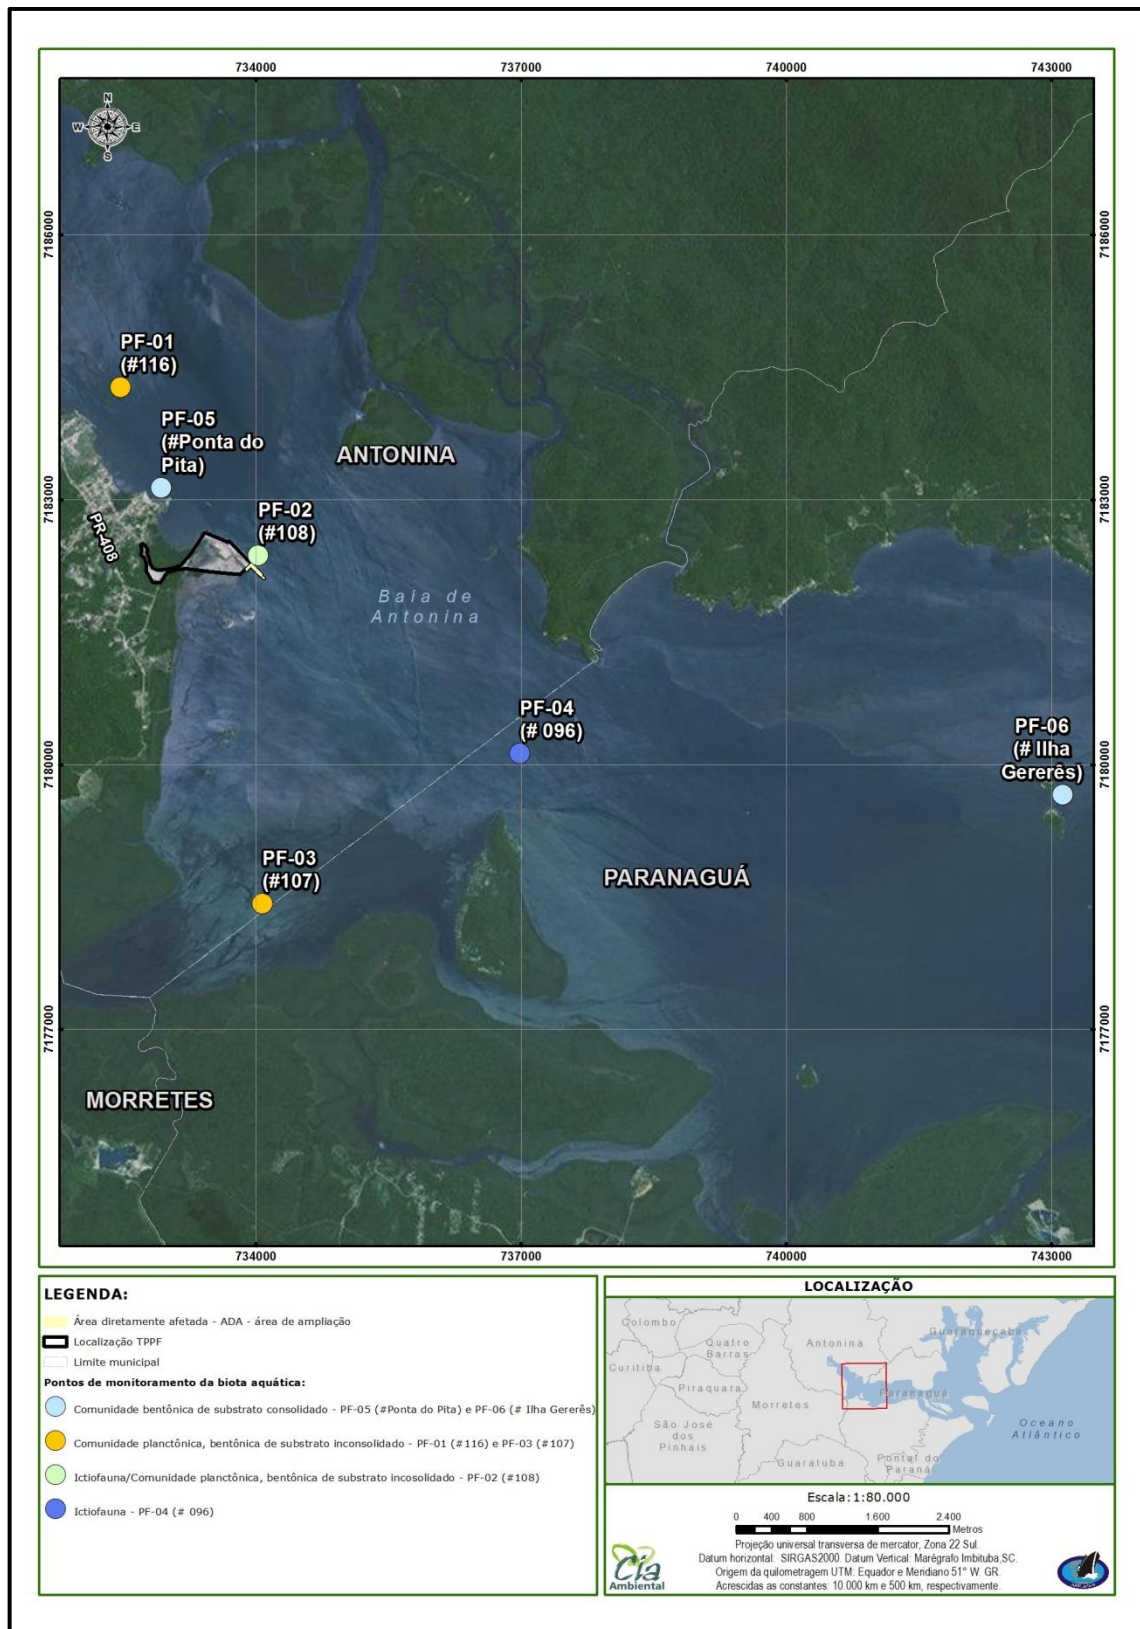 734000
737000
740000
743000
N
W
E
S
7186000
7186000
PF-01
(#116)
PF-05
(#Ponta do
Pita)
ANTONINA
7183000
7183000
PF-02
(#108)
PR-408
Baia de
Antonina
PF-04
(# 096)
PF-06
(# Ilha
Gererês)
7180000
7180000
PF-03
(#107)
PARANAGUÁ
7177000
7177000
MORRETES
734000
737000
740000
743000
LEGENDA:
Área diretamente afetada - ADA - área de ampliação
Localização TPPF
Limite municipal
Pontos de monitoramento da biota aquática:
Comunidade bentônica de substrato consolidado - PF-05 (#Ponta do Pita) e PF-06 (# Ilha Gererês)
Comunidade planctônica, bentônica de substrato inconsolidado - PF-01 (#116) e PF-03 (#107)
Ictiofauna/Comunidade planctônica, bentônica de substrato incosolidado - PF-02 (#108)
Ictiofauna - PF-04 (# 096)
LOCALIZAÇÃO
Colombo
Quatro
Barras
Antonina
Guaraqueçaba
Curitiba
Piraquara
Morretes
Paranaguá
São José
dos
Pinhais
Oceano
Atlântico
Guaratuba
Pontal do
Paraná
Escala: 1:80.000
0 400 800 1.600 2.400
Metros
Projeção universal transversa de mercator, Zona 22 Sul.
Datum horizontal: SIRGAS2000. Datum Vertical: Marégrafo Imbituba,SC.
Origem da quilometragem UTM: Equador e Meridiano 51° W. GR.
Acrescidas as constantes: 10.000 km e 500 km, respectivamente.
Cia
Ambiental